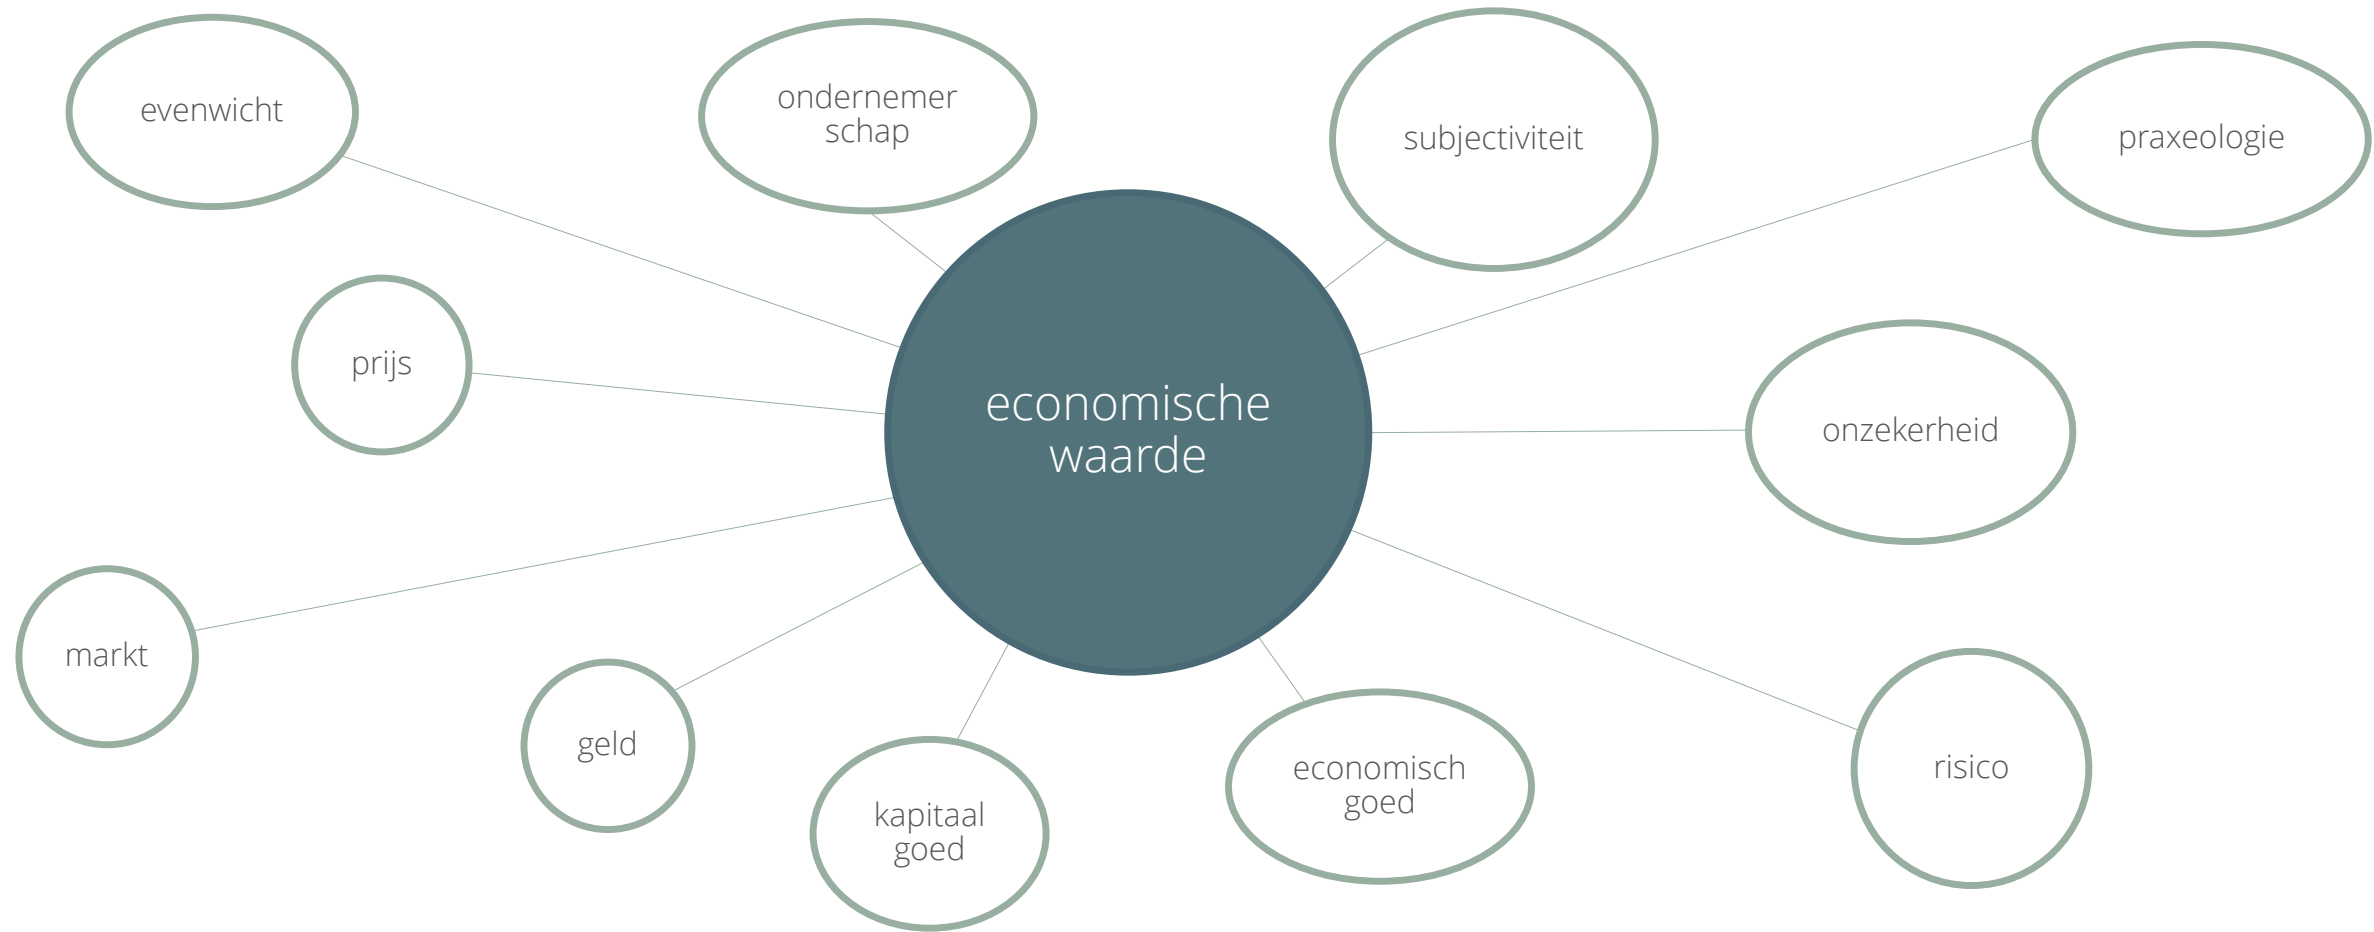 evenwicht
ondernemer
schap
subjectiviteit
praxeologie
prijs
economische
waarde
onzekerheid
markt
geld
kapitaal
goed
economisch
goed
risico